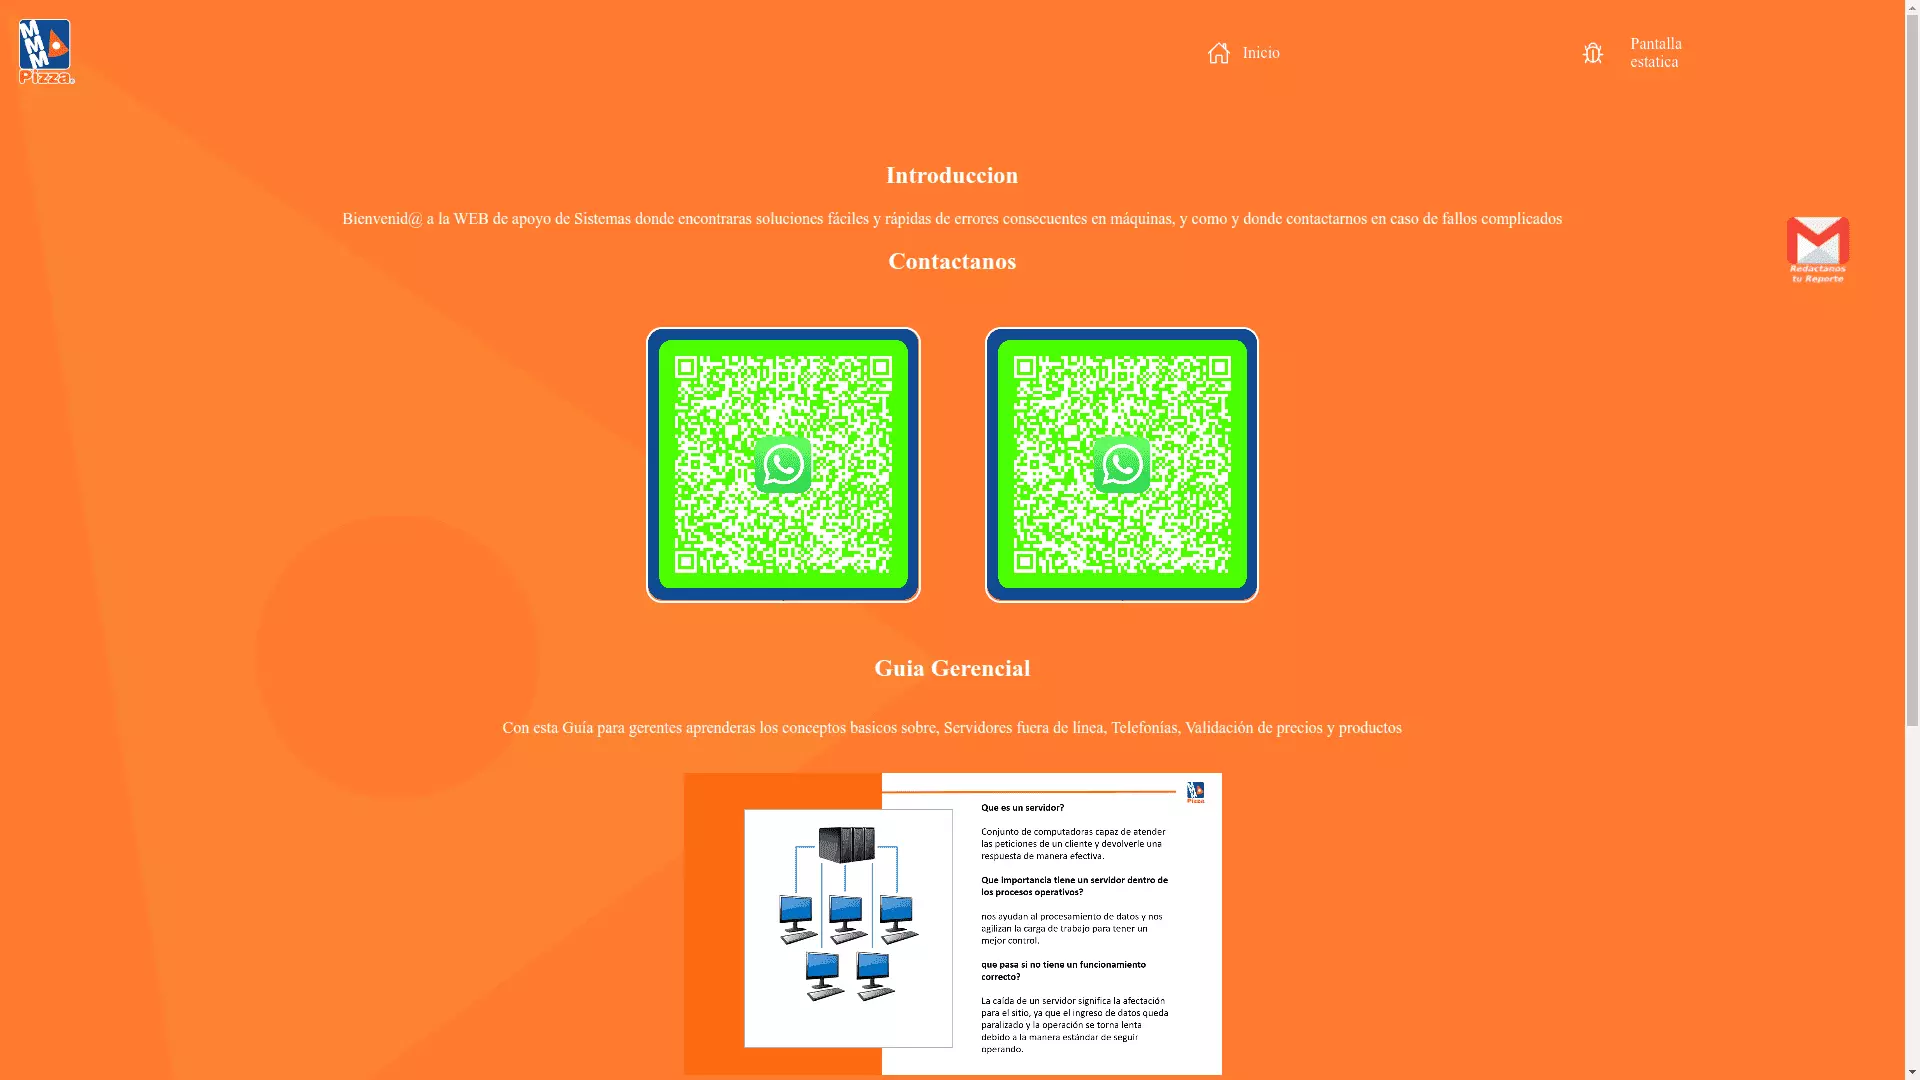 MMM
Pizza
Inicio
Pantalla
estatica
Introduccion
Bienvenid@ a la WEB de apoyo de Sistemas donde encontraras soluciones fáciles y rápidas de errores consecuentes en máquinas, y como y donde contactarnos en caso de fallos complicados
Redactanos
tu Reporte
Contactanos
Guia Gerencial
Con esta Guía para gerentes aprenderas los conceptos basicos sobre, Servidores fuera de linea, Telefonías, Validación de precios y productos
Pizza
Que es un servidor?
Conjunto de computadoras capaz de atender
las peticiones de un cliente y devolverle una
respuesta de manera efectiva.
Que importancia tiene un servidor dentro de
los procesos operativos?
nos ayudan al procesamiento de datos y nos
agilizan la carga de trabajo para tener un
mejor control.
que pasa si no tiene un funcionamiento
correcto?
La caída de un servidor significa la afectación
para el sitio, ya que el ingreso de datos queda
paralizado y la operación se torna lenta
debido a la manera estándar de seguir
operando.